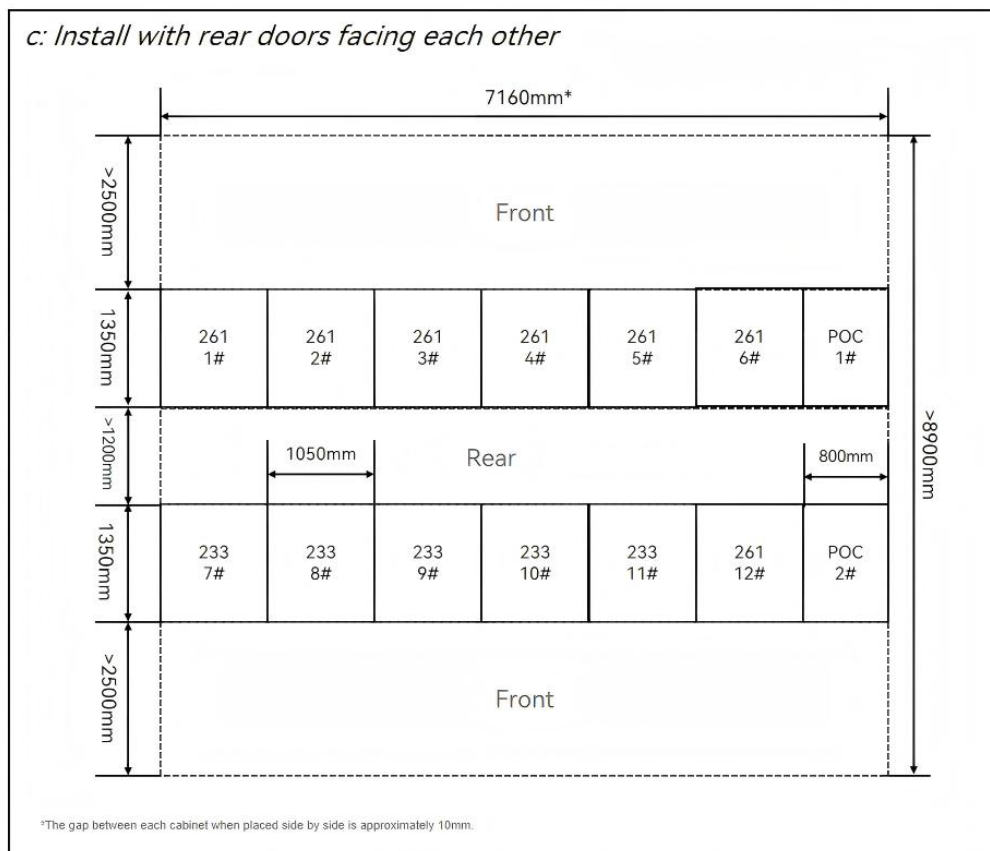 c: Install with rear doors facing each other
7160mm*
>2500mm
Front
1350mm
261
1#
261
2#
261
3#
261
4#
261
5#
261
6#
POC
1#
>1200mm
1050mm
Rear
800mm
>8900mm
1350mm
233
7#
233
8#
233
9#
233
10#
233
11#
261
12#
POC
2#
>2500mm
Front
*The gap between each cabinet when placed side by side is approximately 10mm.